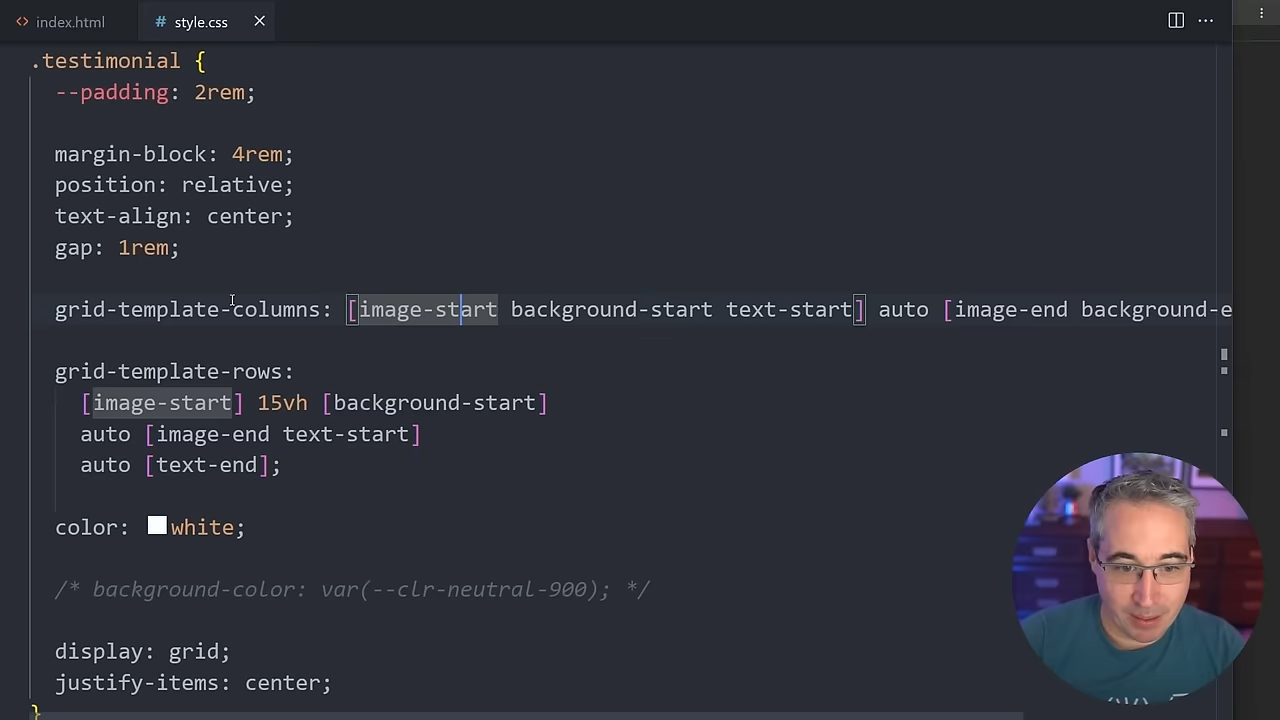 index.html
# style.css
.testimonial {
--padding: 2rem;
margin-block: 4rem;
position: relative;
text-align: center;
gap: 1rem;
grid-template-columns: [image-start background-start text-start] auto [image-end background-e
grid-template-rows:
[image-start] 15vh [background-start]
auto [image-end text-start]
auto [text-end];
color: white;
/* background-color: var(--clr-neutral-900); */
display: grid;
justify-items: center;
}